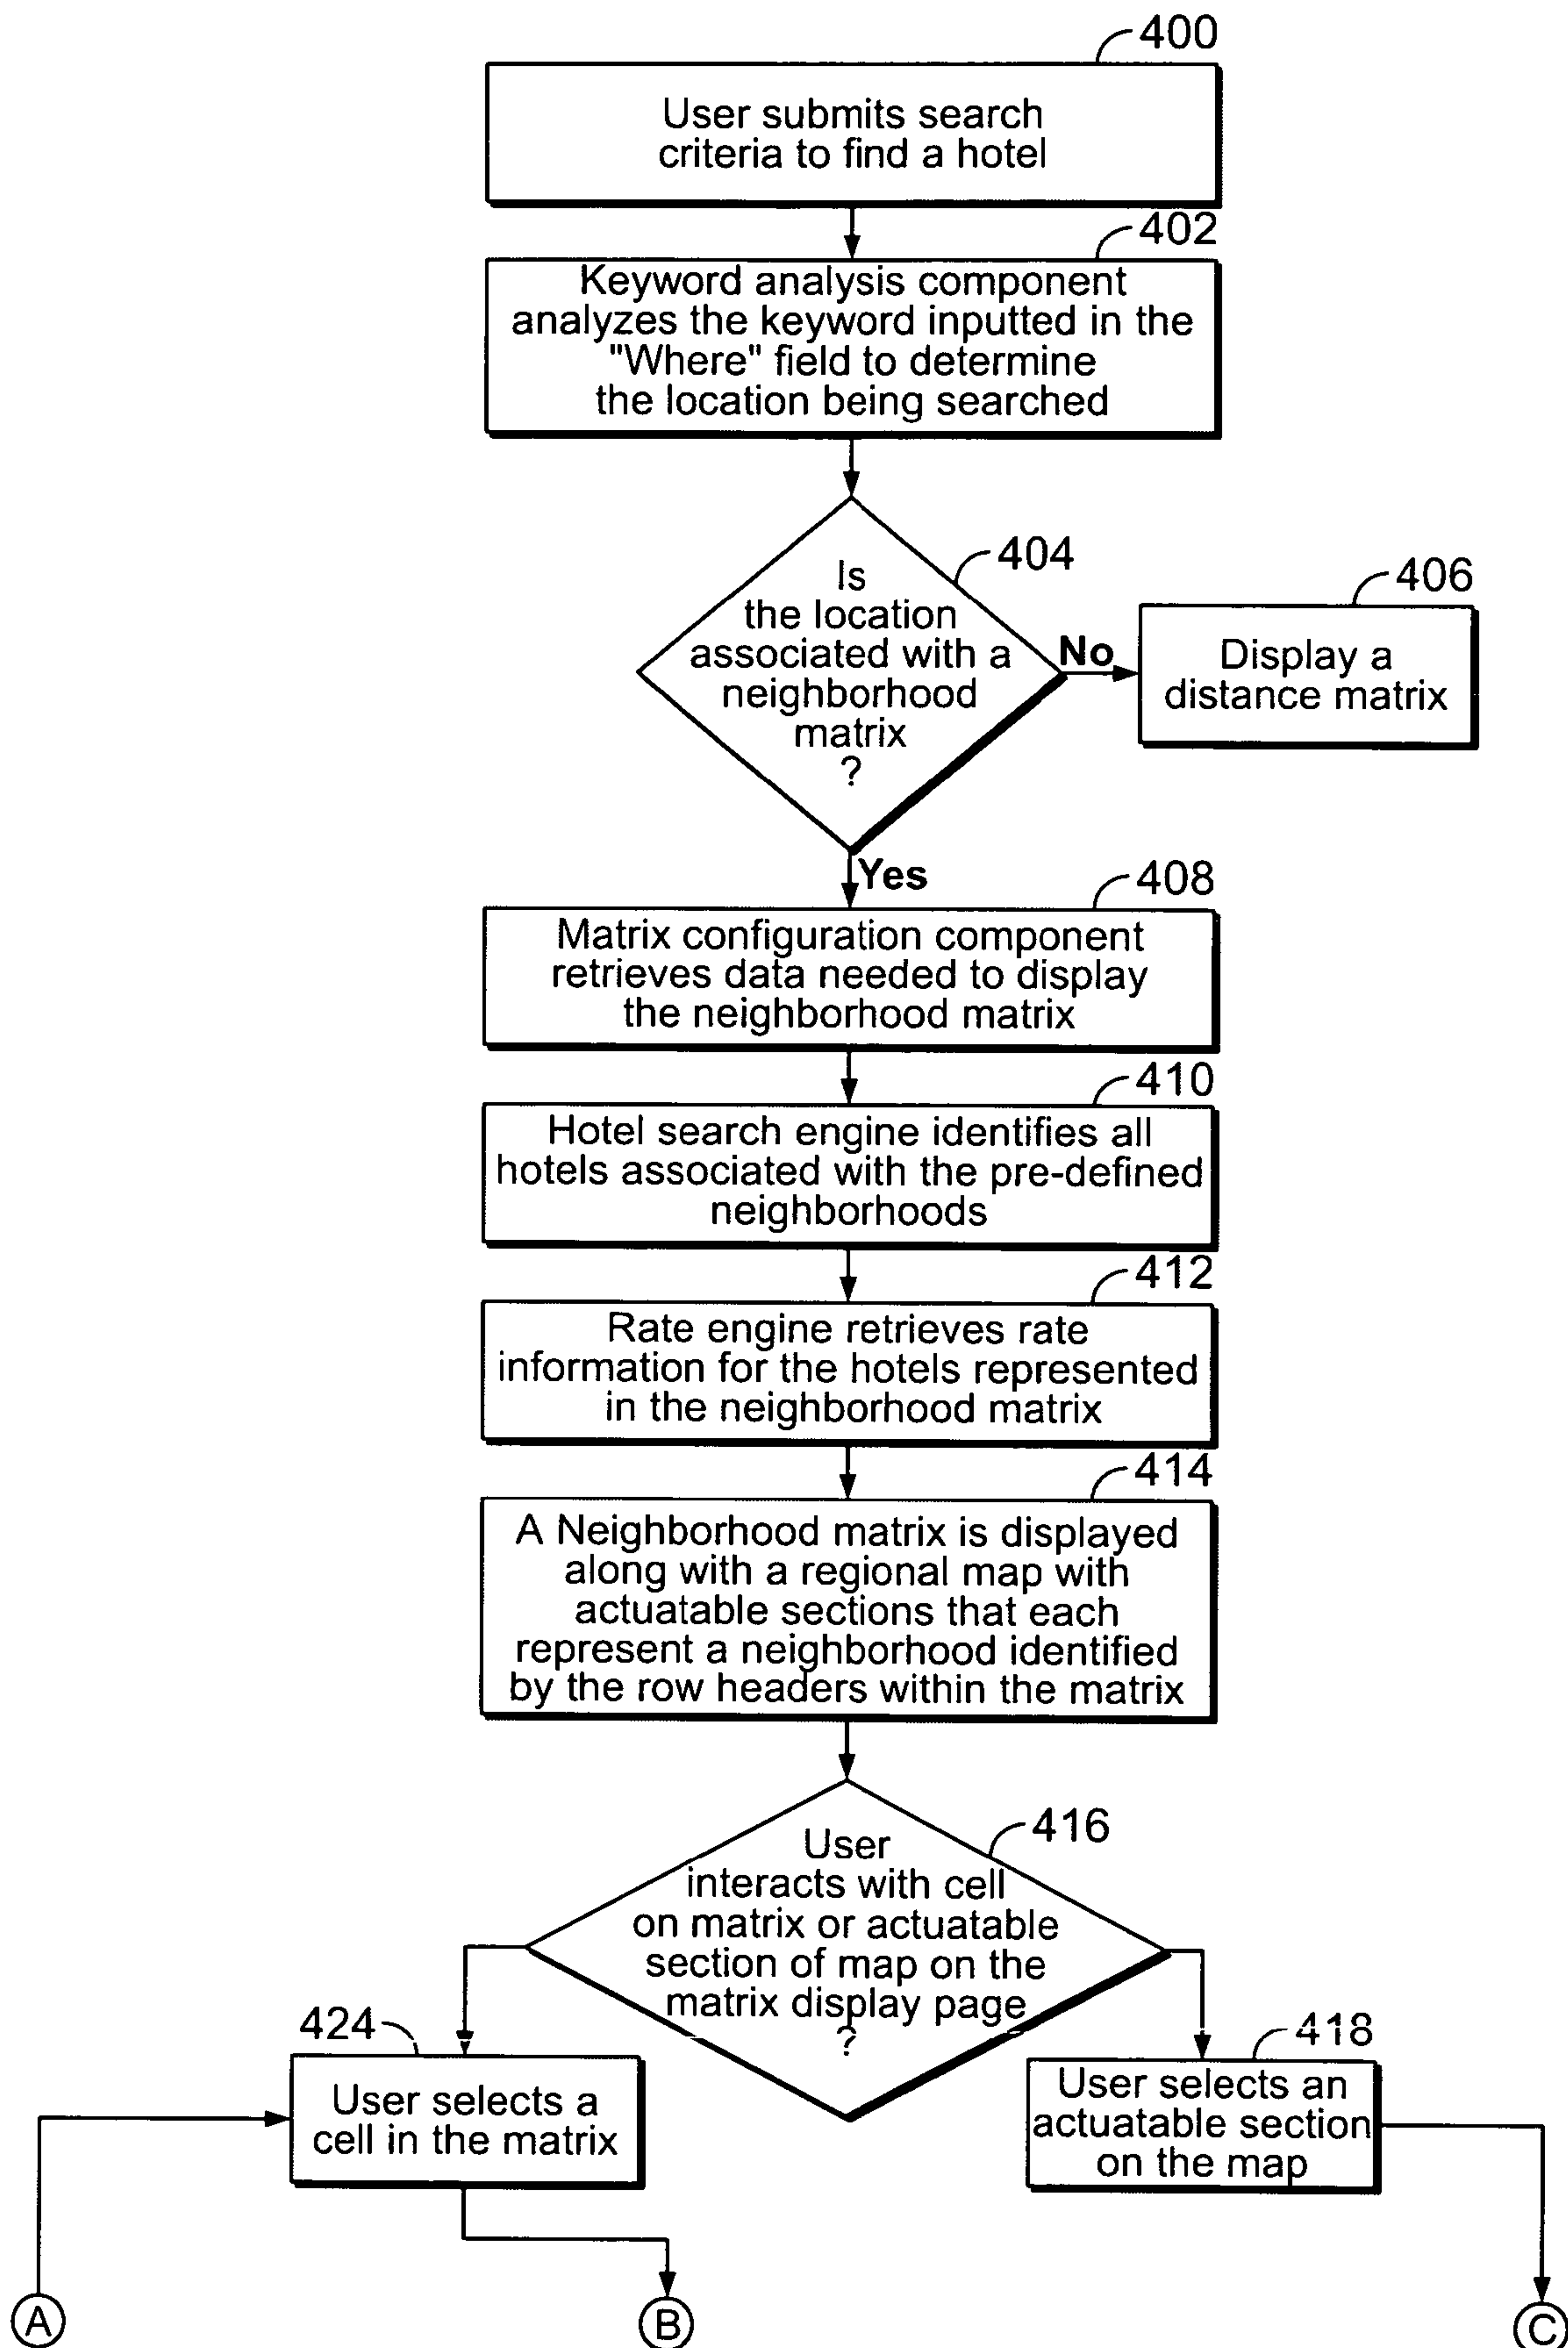 400
User submits search
criteria to find a hotel
402
Keyword analysis component
analyzes the keyword inputted in the
"Where" field to determine
the location being searched
404
Is
the location
associated with a
neighborhood
matrix
?
No
406
Display a
distance matrix
Yes
408
Matrix configuration component
retrieves data needed to display
the neighborhood matrix
410
Hotel search engine identifies all
hotels associated with the pre-defined
neighborhoods
412
Rate engine retrieves rate
information for the hotels represented
in the neighborhood matrix
414
A Neighborhood matrix is displayed
along with a regional map with
actuatable sections that each
represent a neighborhood identified
by the row headers within the matrix
416
User
interacts with cell
on matrix or actuatable
section of map on the
matrix display page
?
424
User selects a
cell in the matrix
418
User selects an
actuatable section
on the map
A
B
C